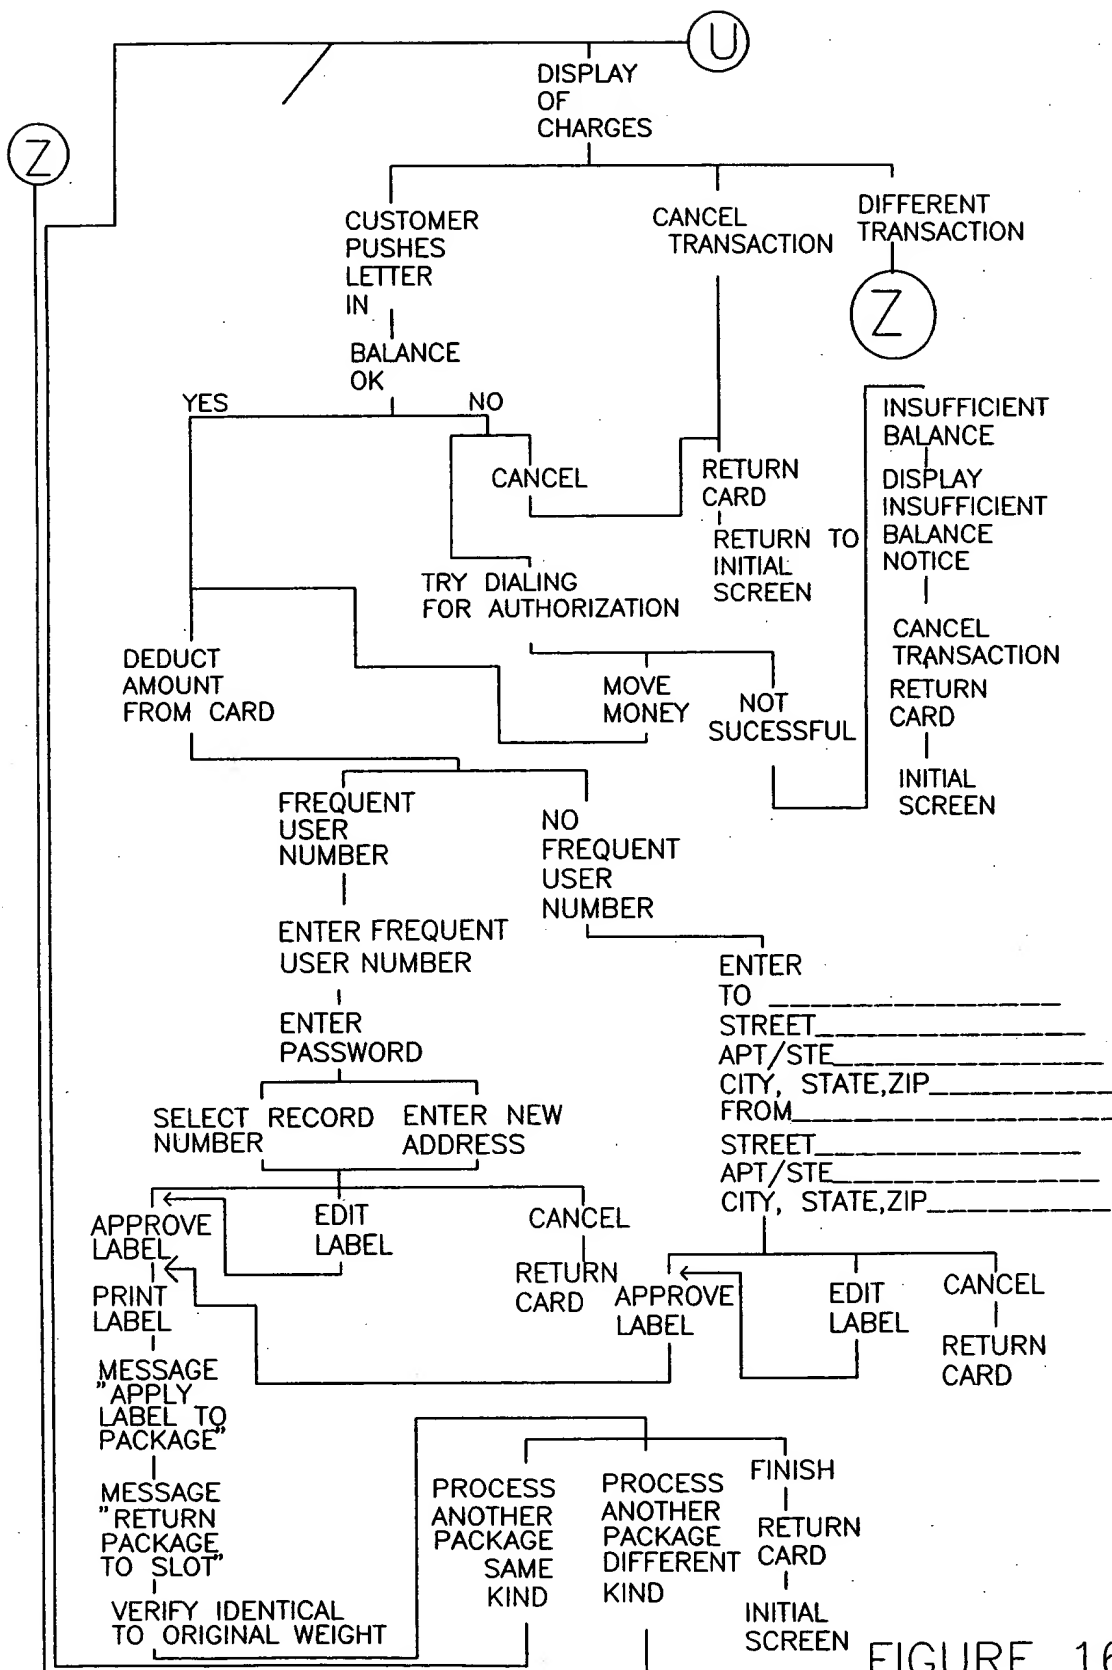 U
DISPLAY
OF
CHARGES
Z
CUSTOMER
PUSHES
LETTER
IN
CANCEL
TRANSACTION
DIFFERENT
TRANSACTION
Z
BALANCE
OK
YES
NO
CANCEL
RETURN
CARD
RETURN TO
INITIAL
SCREEN
INSUFFICIENT
BALANCE
DISPLAY
INSUFFICIENT
BALANCE
NOTICE
CANCEL
TRANSACTION
RETURN
CARD
INITIAL
SCREEN
TRY DIALING
FOR AUTHORIZATION
DEDUCT
AMOUNT
FROM CARD
MOVE
MONEY
NOT
SUCESSFUL
FREQUENT
USER
NUMBER
NO
FREQUENT
USER
NUMBER
ENTER FREQUENT
USER NUMBER
ENTER
PASSWORD
SELECT RECORD
NUMBER
ENTER NEW
ADDRESS
ENTER
TO
STREET
APT/STE
CITY, STATE,ZIP
FROM
STREET
APT/STE
CITY, STATE,ZIP
APPROVE
LABEL
EDIT
LABEL
CANCEL
RETURN
CARD
PRINT
LABEL
APPROVE
LABEL
EDIT
LABEL
CANCEL
RETURN
CARD
MESSAGE
"APPLY
LABEL TO
PACKAGE"
MESSAGE
"RETURN
PACKAGE
TO SLOT"
VERIFY IDENTICAL
TO ORIGINAL WEIGHT
PROCESS
ANOTHER
PACKAGE
SAME
KIND
PROCESS
ANOTHER
PACKAGE
DIFFERENT
KIND
FINISH
RETURN
CARD
INITIAL
SCREEN
FIGURE 16